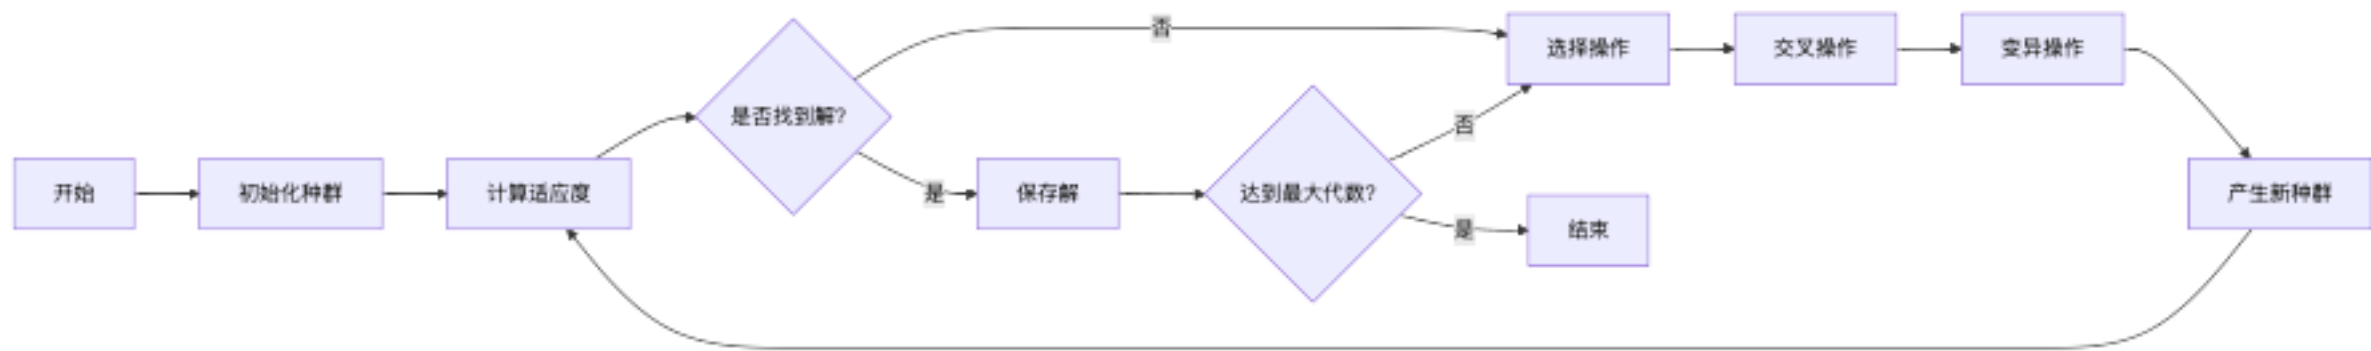 开始
初始化种群
计算适应度
是否找到解?
否
是
保存解
达到最大代数?
否
是
选择操作
结束
交叉操作
变异操作
产生新种群